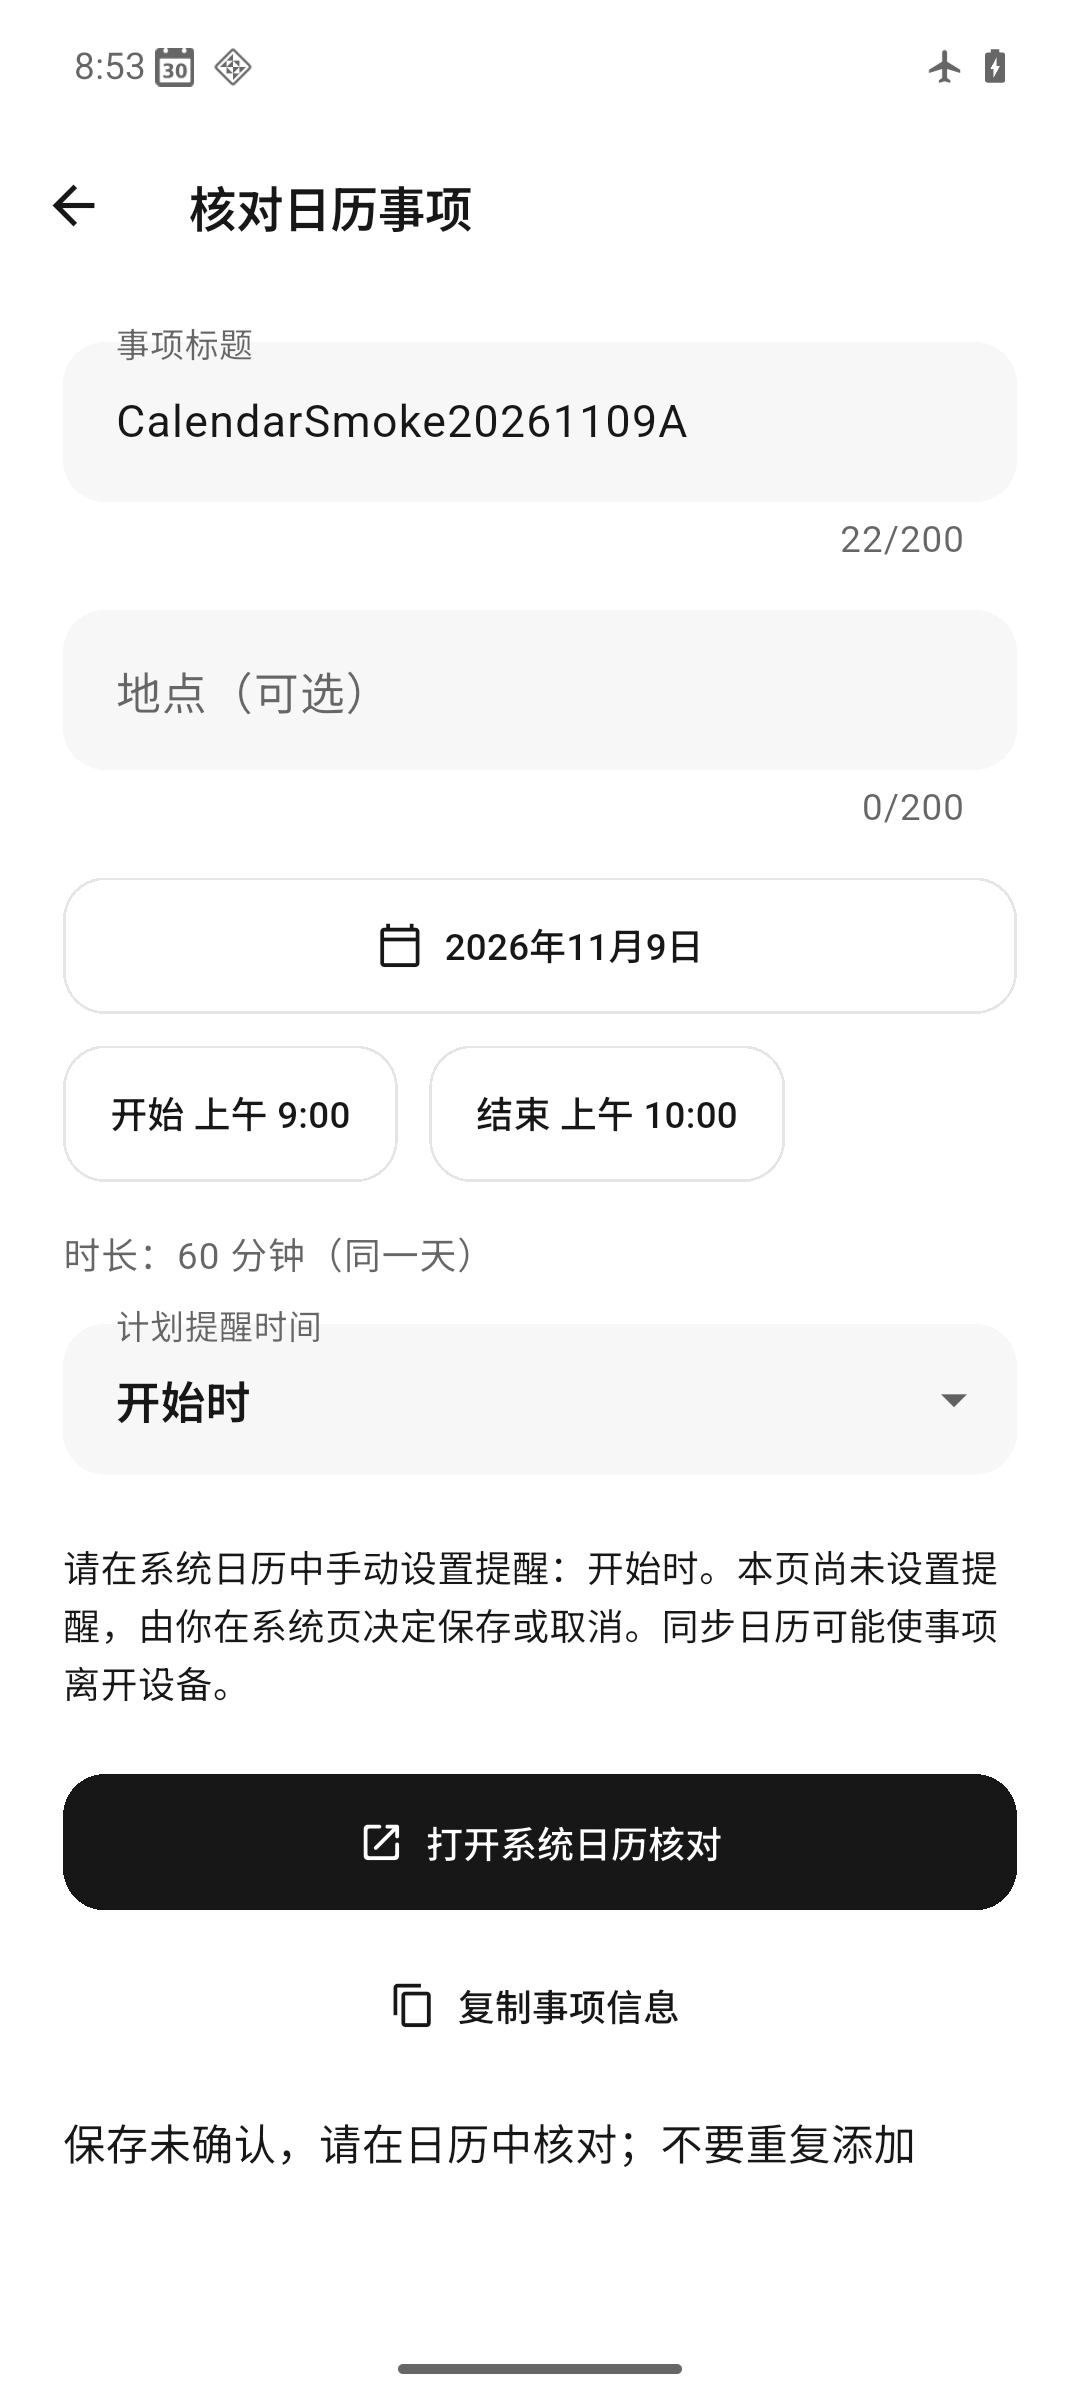 8:53
30
核对日历事项
事项标题
CalendarSmoke20261109A
22/200
地点（可选）
0/200
2026年11月9日
开始 上午 9:00
结束 上午 10:00
时长：60 分钟（同一天）
计划提醒时间
开始时
请在系统日历中手动设置提醒：开始时。本页尚未设置提
醒，由你在系统页决定保存或取消。同步日历可能使事项
离开设备。
打开系统日历核对
复制事项信息
保存未确认，请在日历中核对；不要重复添加